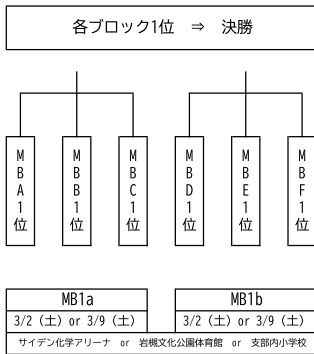 各ブロック1位 ⇒ 決勝
MBA1位
MBB1位
MBC1位
MBD1位
MBE1位
MBF1位
MB1a
MB1b
3/2（土）or 3/9（土）
3/2（土）or 3/9（土）
サイデン化学アリーナ or 岩槻文化公園体育館 or 支部内小学校